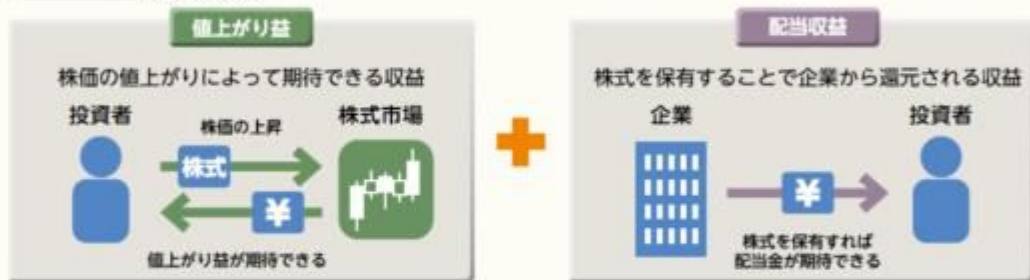 値上がり益
株価の値上がりによって期待できる収益
投資者
株価の上昇
株式市場
株式
¥
値上がり益が期待できる
配当収益
株式を保有することで企業から還元される収益
企業
投資者
¥
株式を保有すれば
配当金が期待できる